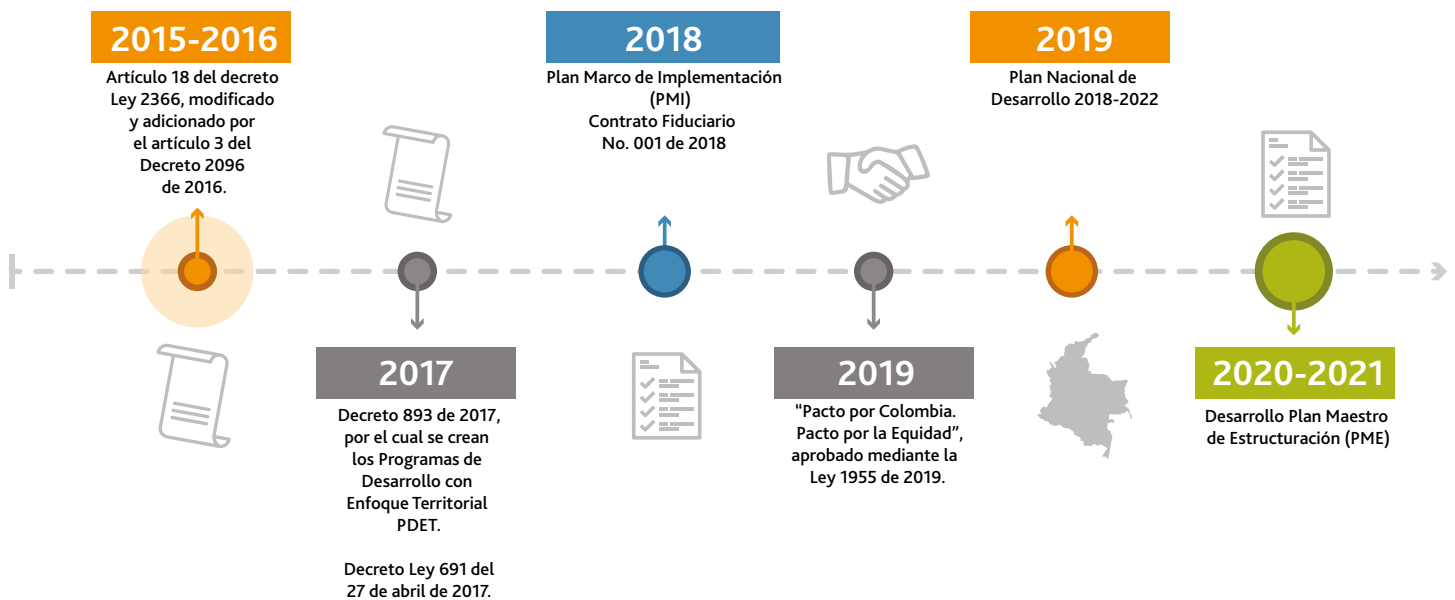 2015-2016
Artículo 18 del decreto
Ley 2366, modificado
y adicionado por
el artículo 3 del
Decreto 2096
de 2016.
2017
Decreto 893 de 2017,
por el cual se crean
los Programas de
Desarrollo con
Enfoque Territorial
PDET.
Decreto Ley 691 del
27 de abril de 2017.
2018
Plan Marco de Implementación
(PMI)
Contrato Fiduciario
No. 001 de 2018
2019
“Pacto por Colombia.
Pacto por la Equidad”,
aprobado mediante la
Ley 1955 de 2019.
2019
Plan Nacional de
Desarrollo 2018-2022
2020-2021
Desarrollo Plan Maestro
de Estructuración (PME)